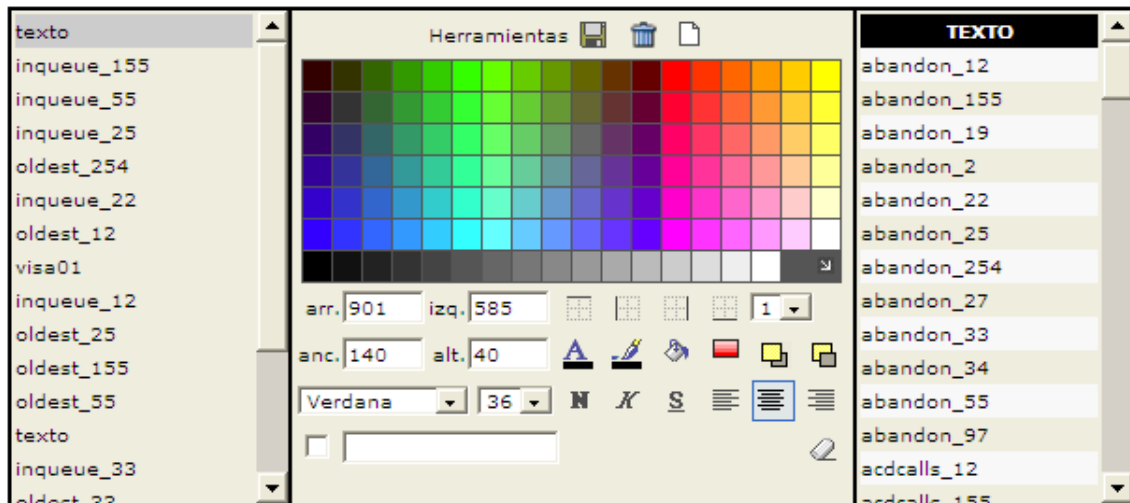 texto
inqueue_155
inqueue_55
inqueue_25
oldest_254
inqueue_22
oldest_12
visa01
inqueue_12
oldest_25
oldest_155
oldest_55
texto
inqueue_33
oldest_33
Herramientas
arr. 901 izq. 585 1
anc. 140 alt. 40 A
Verdana 36 N K S
TEXTO
abandon_12
abandon_155
abandon_19
abandon_2
abandon_22
abandon_25
abandon_254
abandon_27
abandon_33
abandon_34
abandon_55
abandon_97
acdcalls_12
acdcalls_155